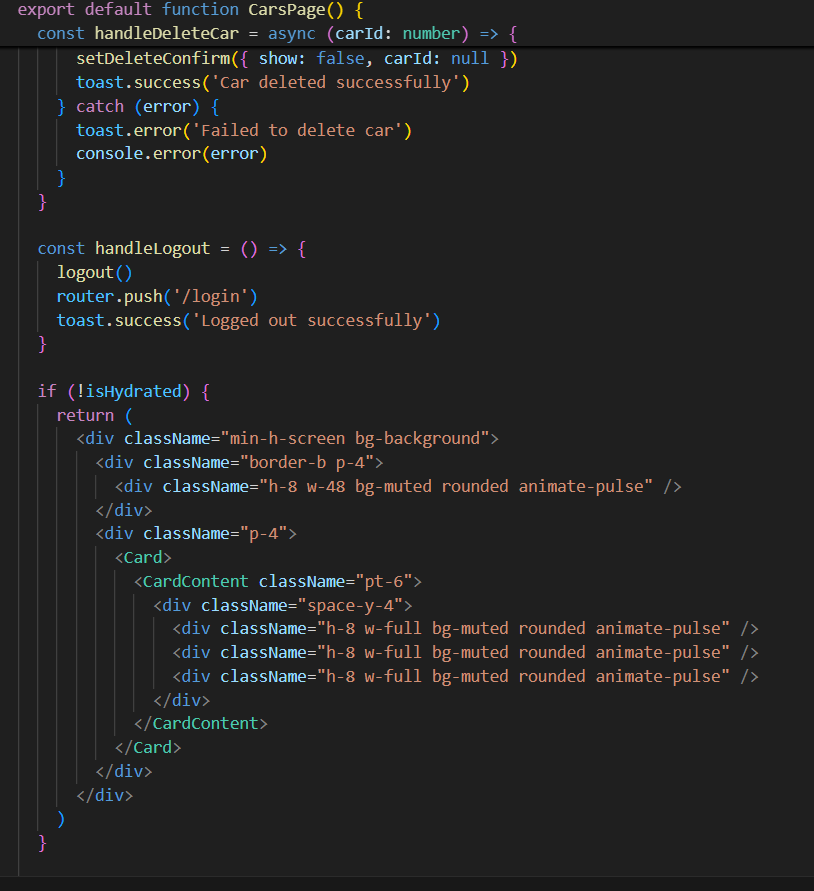 export default function CarsPage() {
  const handleDeleteCar = async (carId: number) => {
      setDeleteConfirm({ show: false, carId: null })
      toast.success('Car deleted successfully')
    } catch (error) {
      toast.error('Failed to delete car')
      console.error(error)
    }
  }
  const handleLogout = () => {
    logout()
    router.push('/login')
    toast.success('Logged out successfully')
  }
  if (!isHydrated) {
    return (
      <div className="min-h-screen bg-background">
        <div className="border-b p-4">
          <div className="h-8 w-48 bg-muted rounded animate-pulse" />
        </div>
        <div className="p-4">
          <Card>
            <CardContent className="pt-6">
              <div className="space-y-4">
                <div className="h-8 w-full bg-muted rounded animate-pulse" />
                <div className="h-8 w-full bg-muted rounded animate-pulse" />
                <div className="h-8 w-full bg-muted rounded animate-pulse" />
              </div>
            </CardContent>
          </Card>
        </div>
      </div>
    )
  }